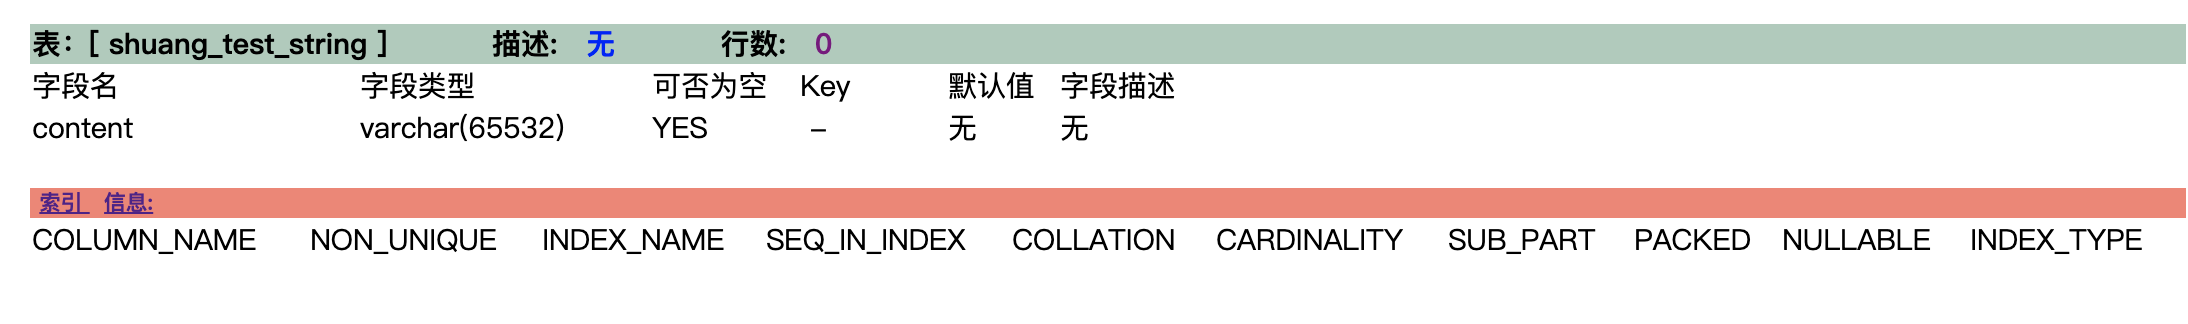 表：[ shuang_test_string ] 描述: 无 行数: 0
字段名 字段类型 可否为空 Key 默认值 字段描述
content varchar(65532) YES – 无 无
索引 信息:
COLUMN_NAME NON_UNIQUE INDEX_NAME SEQ_IN_INDEX COLLATION CARDINALITY SUB_PART PACKED NULLABLE INDEX_TYPE